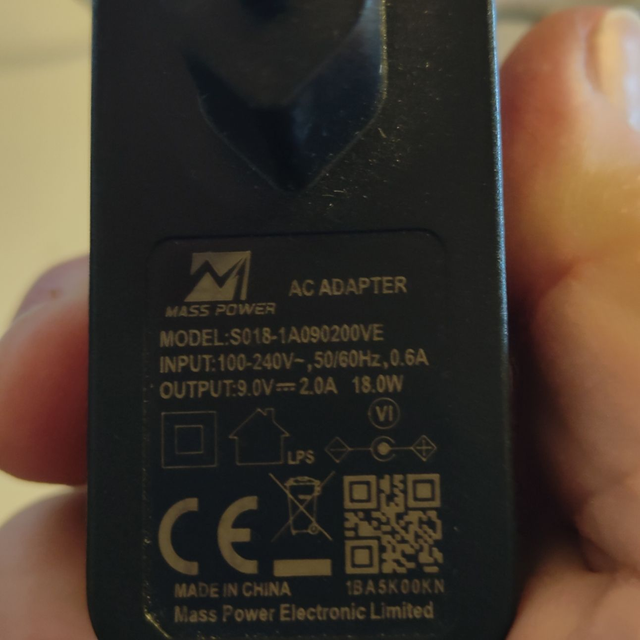 MASS POWER
AC ADAPTER
MODEL:S018-1A090200VE
INPUT:100-240V~,50/60Hz,0.6A
OUTPUT:9.0V⎓2.0A 18.0W
VI
LPS
CE
1BA5K00KN
MADE IN CHINA
Mass Power Electronic Limited